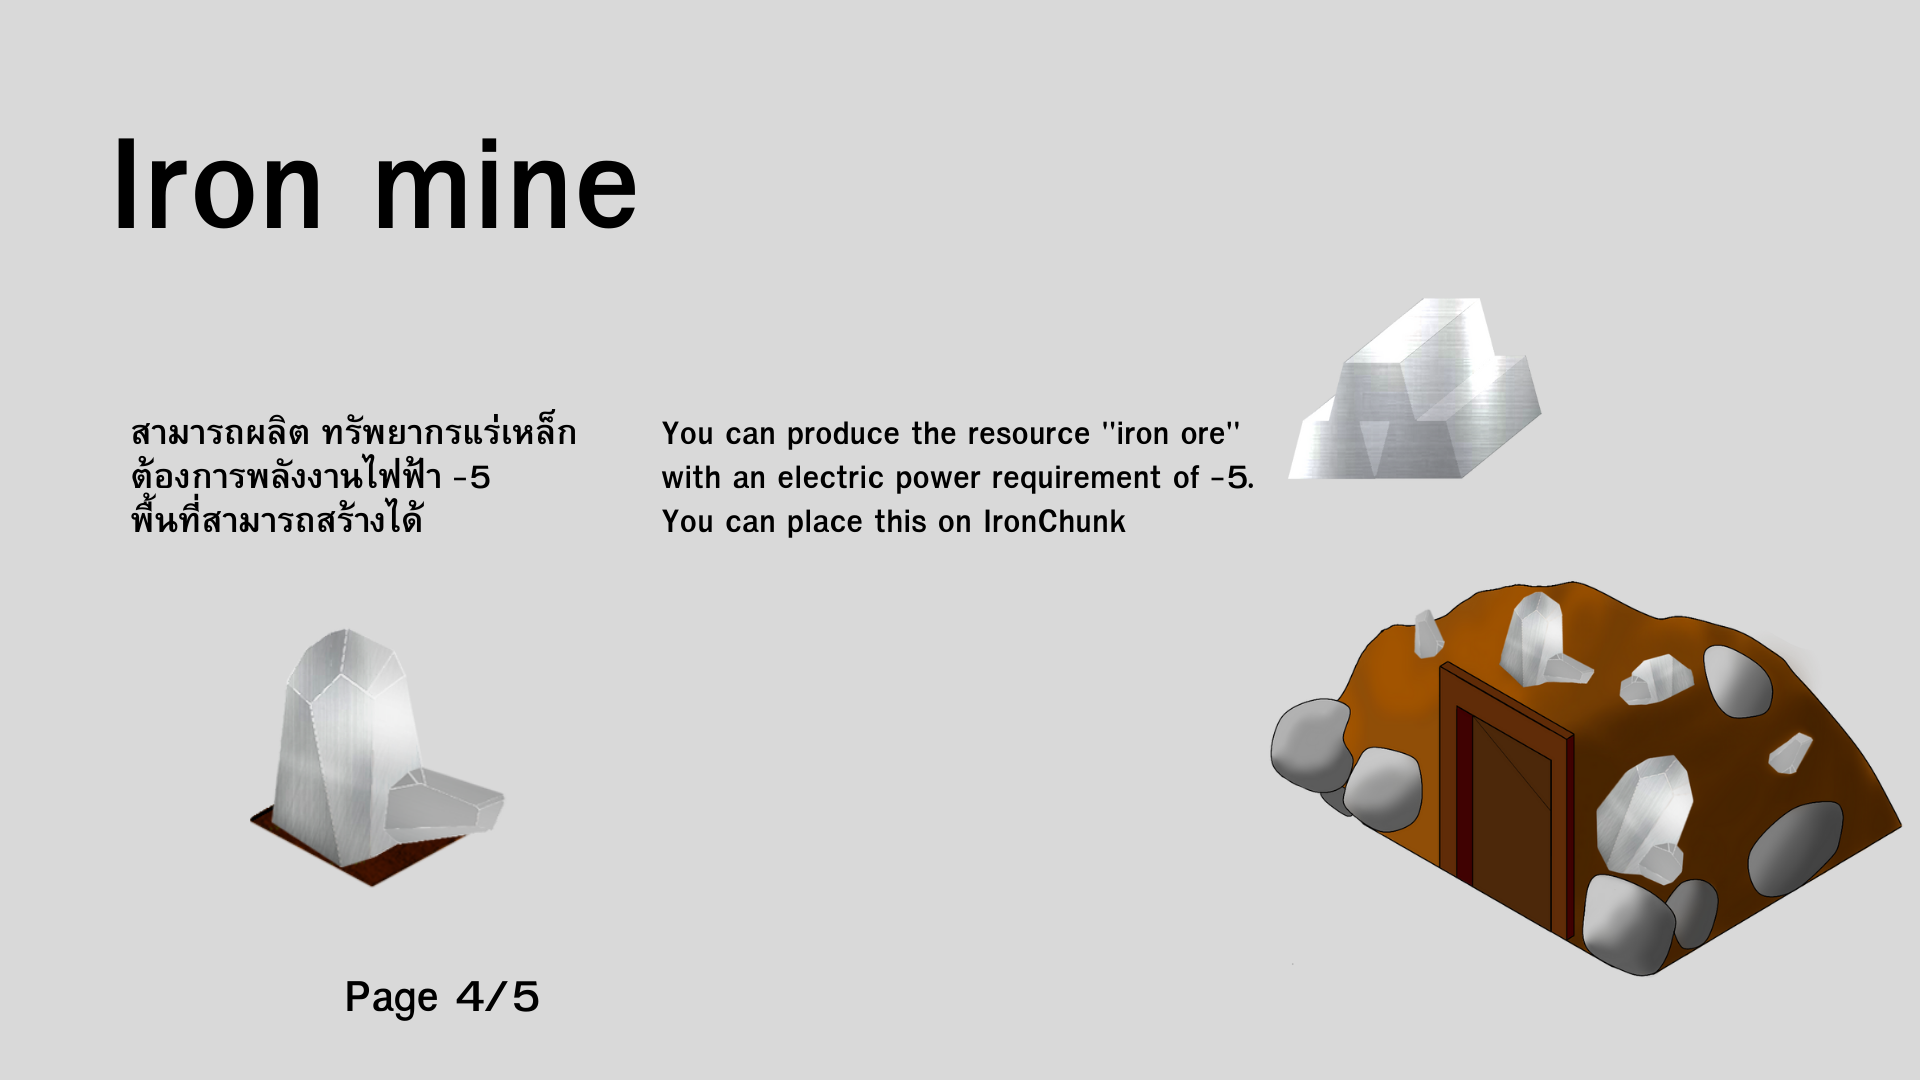 Iron mine
สามารถผลิต ทรัพยากรแร่เหล็ก
ต้องการพลังงานไฟฟ้า -5
พื้นที่สามารถสร้างได้
You can produce the resource "iron ore"
with an electric power requirement of -5.
You can place this on IronChunk
Page 4/5